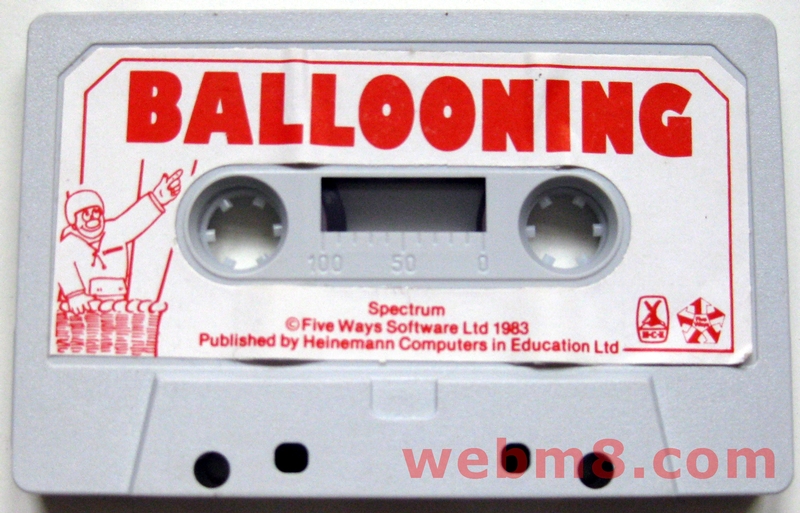 BALLOONING
100 50 0
Spectrum
©Five Ways Software Ltd 1983
Published by Heinemann Computers in Education Ltd
H·C·E
webm8.com